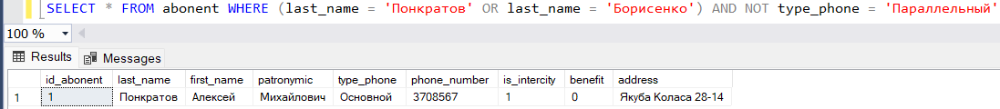 SELECT * FROM abonent WHERE (last_name = 'Понкратов' OR last_name = 'Борисенко') AND NOT type_phone = 'Параллельный'
100 %
Results Messages
id_abonent last_name first_name patronymic type_phone phone_number is_intercity benefit address
1 1 Понкратов Алексей Михайлович Основной 3708567 1 0 Якуба Коласа 28-14